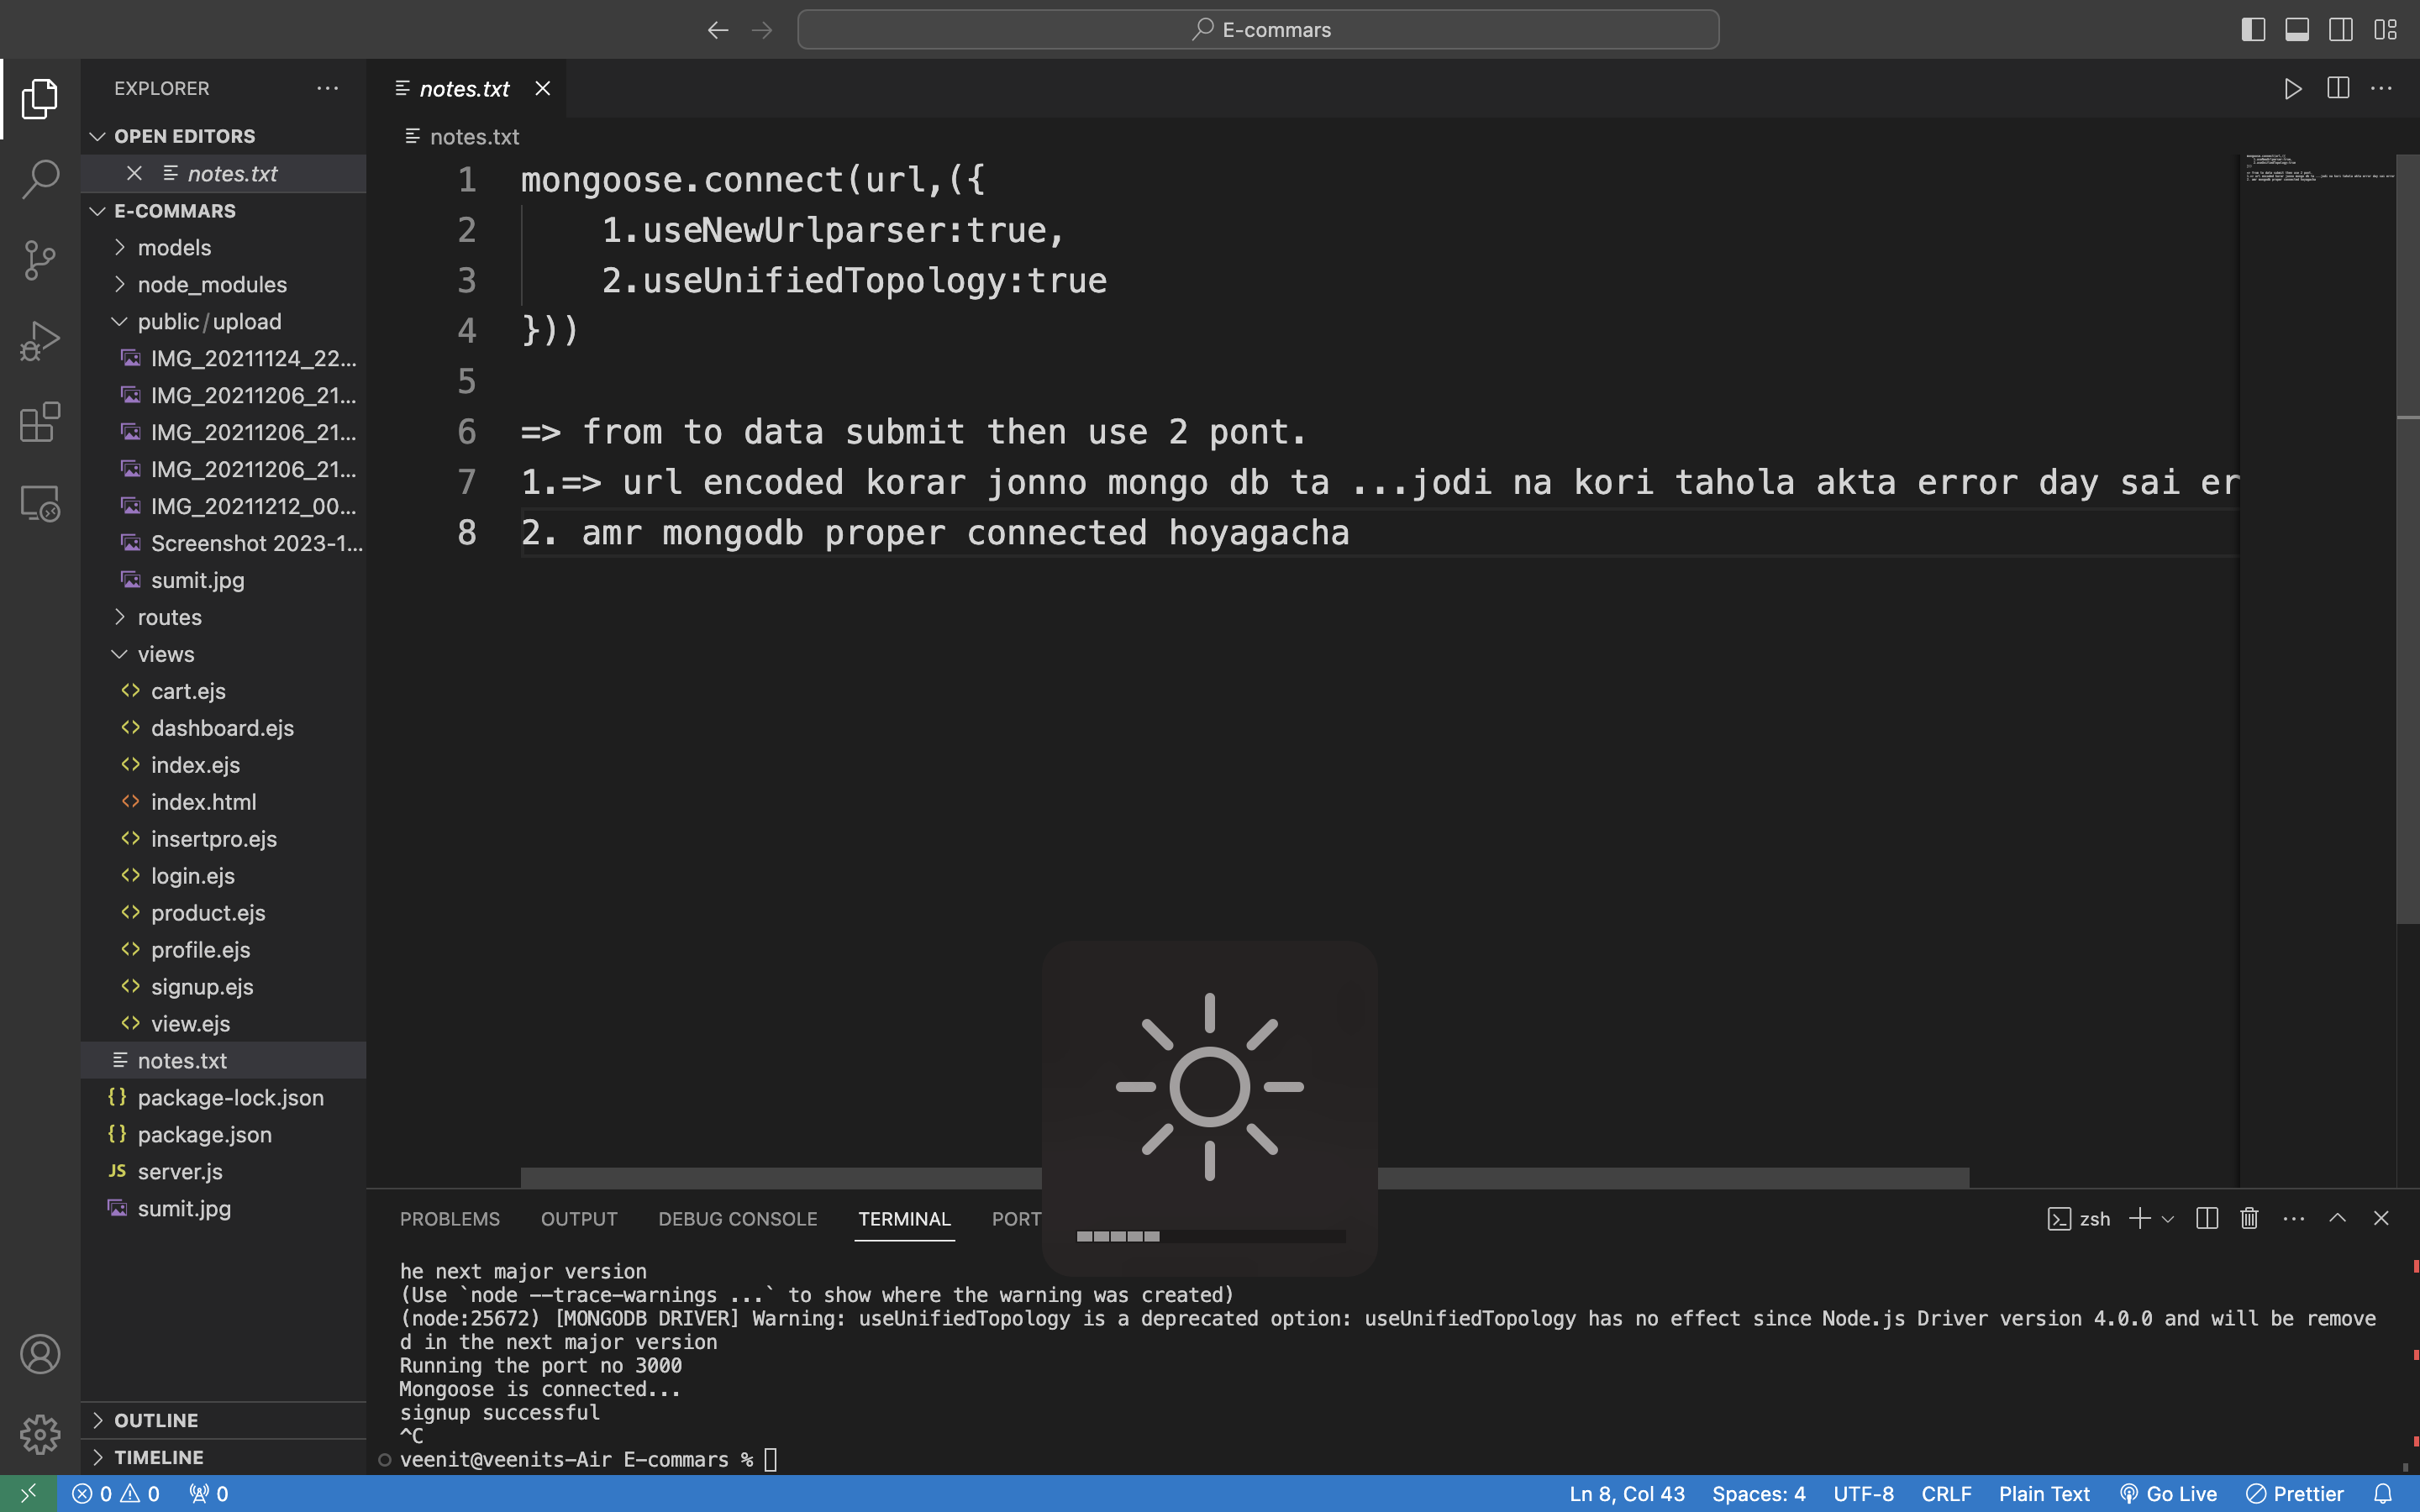 E-commars
EXPLORER
OPEN EDITORS
notes.txt
E-COMMARS
models
node_modules
public/upload
IMG_20211124_22...
IMG_20211206_21...
IMG_20211206_21...
IMG_20211206_21...
IMG_20211212_00...
Screenshot 2023-1...
sumit.jpg
routes
views
cart.ejs
dashboard.ejs
index.ejs
index.html
insertpro.ejs
login.ejs
product.ejs
profile.ejs
signup.ejs
view.ejs
notes.txt
package-lock.json
package.json
JS server.js
sumit.jpg
OUTLINE
TIMELINE
notes.txt
notes.txt
1 mongoose.connect(url,({
2 1.useNewUrlparser:true,
3 2.useUnifiedTopology:true
4 }))
5
6 => from to data submit then use 2 pont.
7 1.=> url encoded korar jonno mongo db ta ...jodi na kori tahola akta error day sai er
8 2. amr mongodb proper connected hoyagacha
PROBLEMS OUTPUT DEBUG CONSOLE TERMINAL PORT
zsh
he next major version
(Use `node --trace-warnings ...` to show where the warning was created)
(node:25672) [MONGODB DRIVER] Warning: useUnifiedTopology is a deprecated option: useUnifiedTopology has no effect since Node.js Driver version 4.0.0 and will be remove
d in the next major version
Running the port no 3000
Mongoose is connected...
signup successful
^C
veenit@veenits-Air E-commars %
0 0 0 Ln 8, Col 43 Spaces: 4 UTF-8 CRLF Plain Text Go Live Prettier